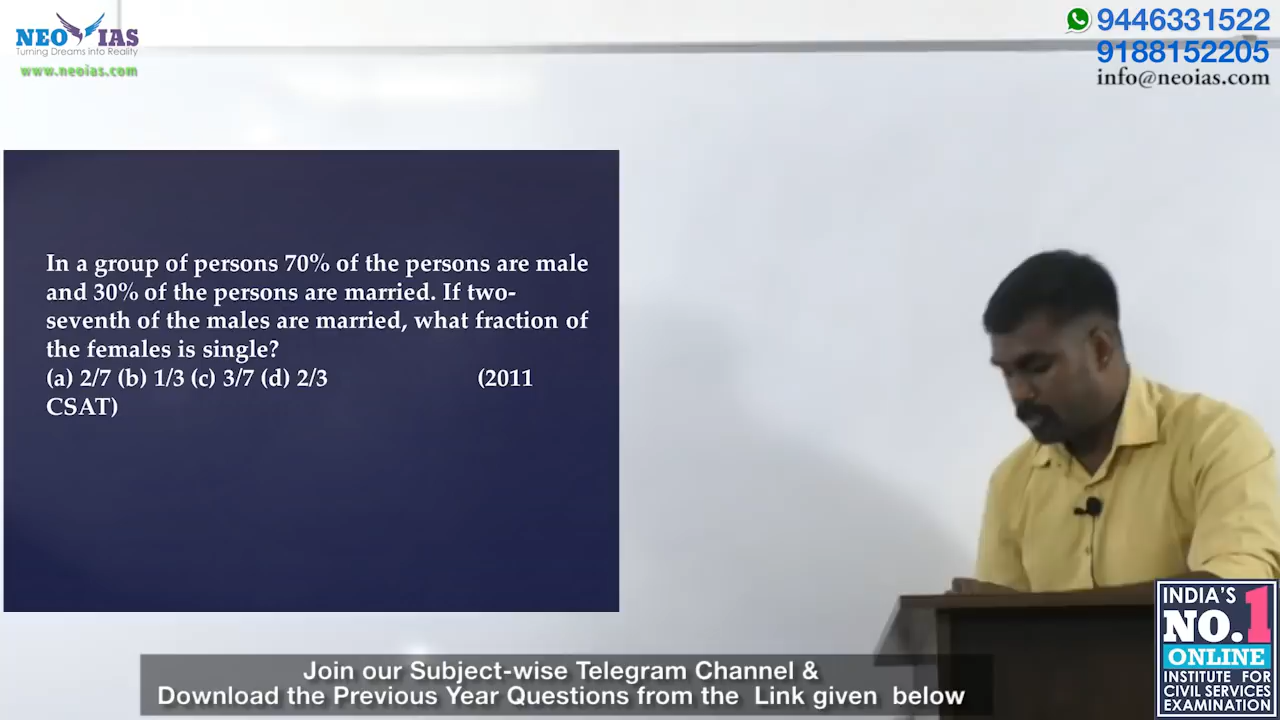 NEO IAS
Turning Dreams into Reality
www.neoias.com
9446331522
9188152205
info@neoias.com
In a group of persons 70% of the persons are male
and 30% of the persons are married. If two-
seventh of the males are married, what fraction of
the females is single?
(a) 2/7 (b) 1/3 (c) 3/7 (d) 2/3 (2011
CSAT)
INDIA'S
NO.1
ONLINE
INSTITUTE FOR
CIVIL SERVICES
EXAMINATION
Join our Subject-wise Telegram Channel &
Download the Previous Year Questions from the Link given below